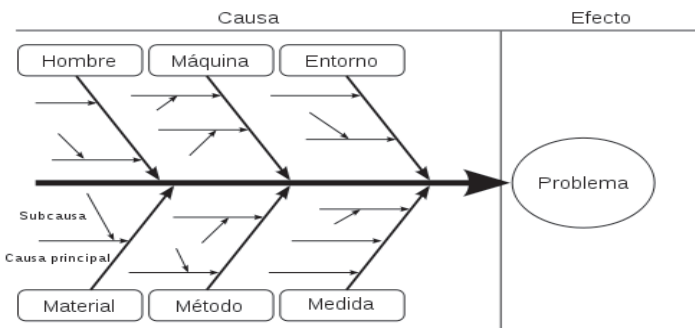 Causa
Efecto
Hombre
Máquina
Entorno
Problema
Subcausa
Causa principal
Material
Método
Medida